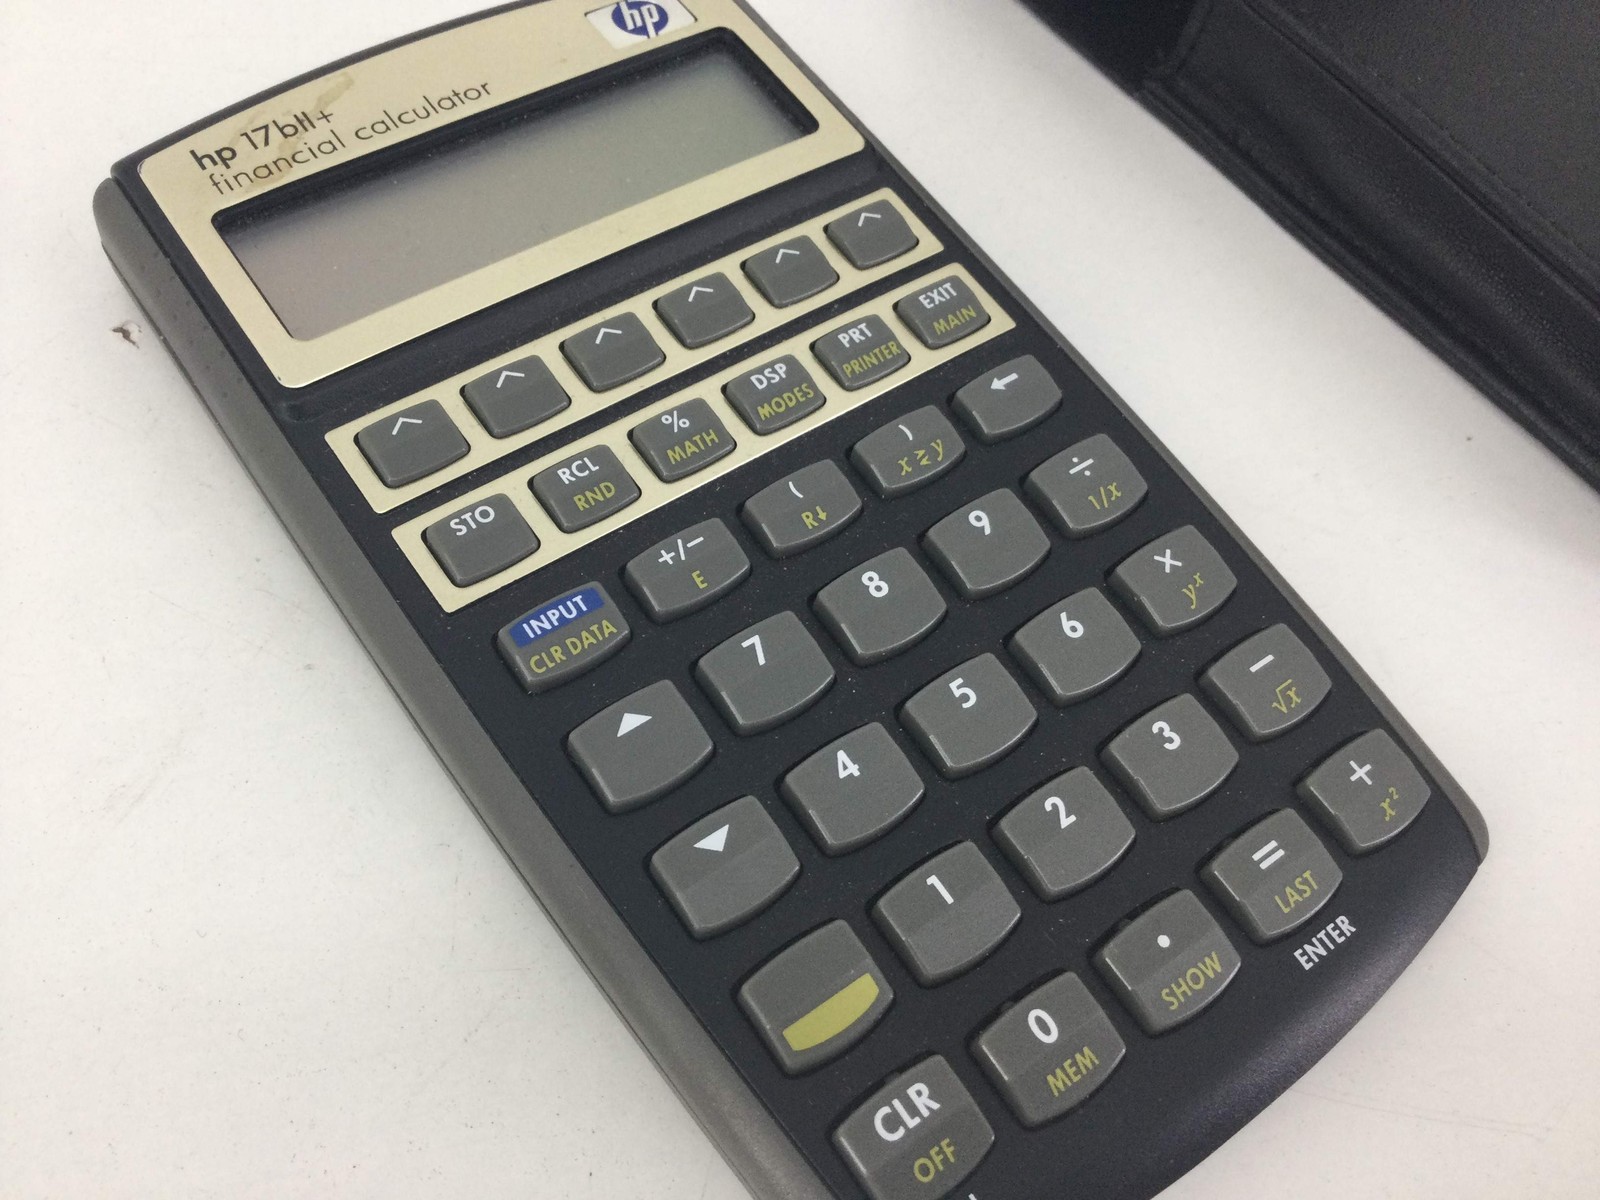 hp
hp 17bII+
financial calculator
^ ^ ^ ^ ^ ^
STO RCL % DSP PRT EXIT
RND MATH MODES PRINTER MAIN
INPUT +/− ( ) ←
CLR DATA E R↓ x≷y
▲ 7 8 9 ÷
1/x
▼ 4 5 6 ×
yˣ
1 2 3 −
√x
CLR 0 . = +
OFF MEM SHOW LAST x²
ENTER